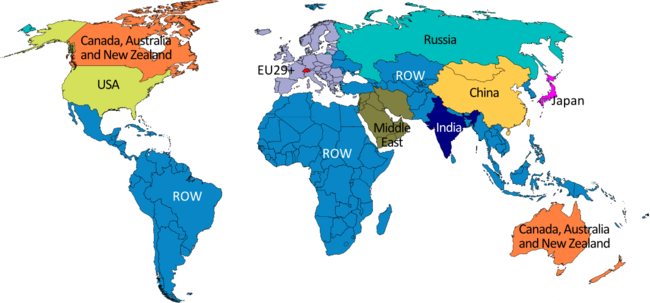 Canada, Australia
and New Zealand
USA
EU29+
Russia
ROW
China
Japan
Middle
East
India
ROW
ROW
Canada, Australia
and New Zealand